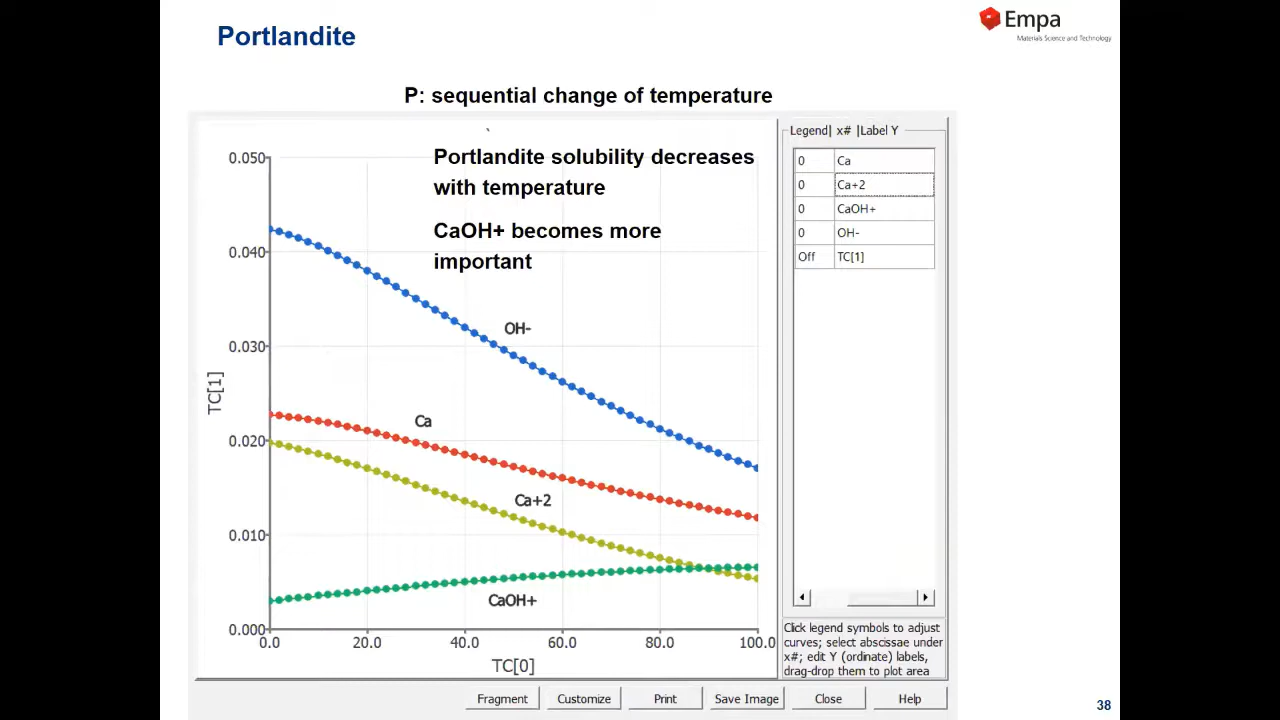 Portlandite
Empa
Materials Science and Technology
P: sequential change of temperature
Portlandite solubility decreases
with temperature
CaOH+ becomes more
important
0.050
0.040
0.030
0.020
0.010
0.000
TC[1]
OH-
Ca
Ca+2
CaOH+
0.0 20.0 40.0 60.0 80.0 100.0
TC[0]
Legend| x# |Label Y
0 Ca
0 Ca+2
0 CaOH+
0 OH-
Off TC[1]
Click legend symbols to adjust
curves; select abscissae under
x#; edit Y (ordinate) labels,
drag-drop them to plot area
Fragment Customize Print Save Image Close Help
38